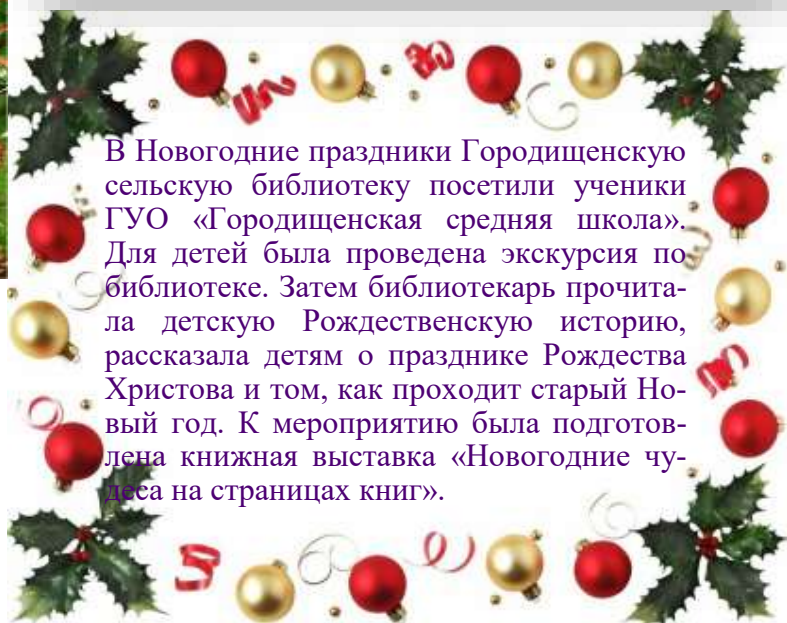 В Новогодние праздники Городищенскую
сельскую библиотеку посетили ученики
ГУО «Городищенская средняя школа».
Для детей была проведена экскурсия по
библиотеке. Затем библиотекарь прочита-
ла детскую Рождественскую историю,
рассказала детям о празднике Рождества
Христова и том, как проходит старый Но-
вый год. К мероприятию была подготов-
лена книжная выставка «Новогодние чу-
деса на страницах книг».